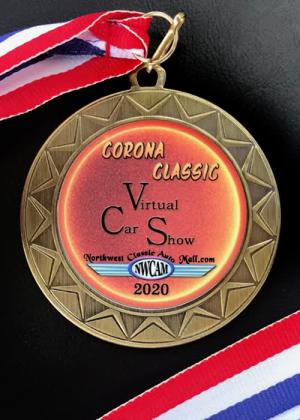 CORONA
CLASSIC
Virtual
Car Show
Northwest Classic Auto Mall.com
NWCAM
2020